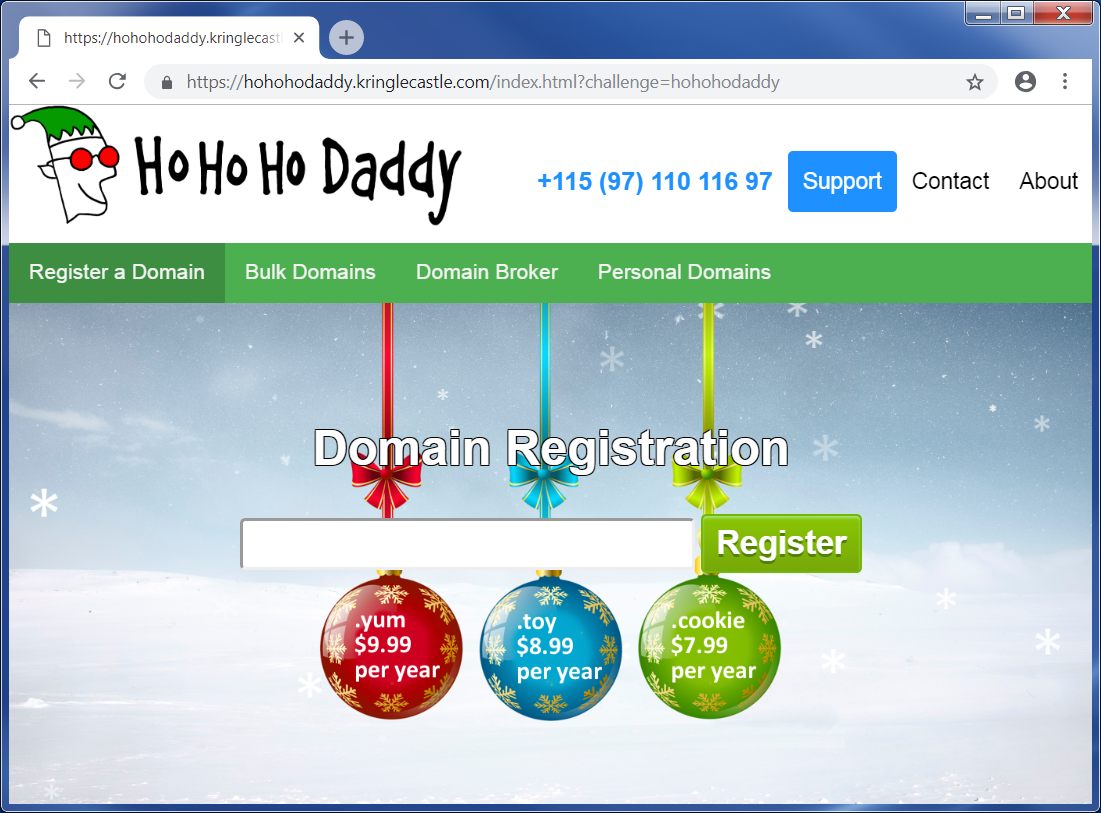 https://hohohodaddy.kringlecast
https://hohohodaddy.kringlecastle.com/index.html?challenge=hohohodaddy
Ho Ho Ho Daddy
+115 (97) 110 116 97
Support
Contact
About
Register a Domain
Bulk Domains
Domain Broker
Personal Domains
Domain Registration
Register
.yum
$9.99
per year
.toy
$8.99
per year
.cookie
$7.99
per year